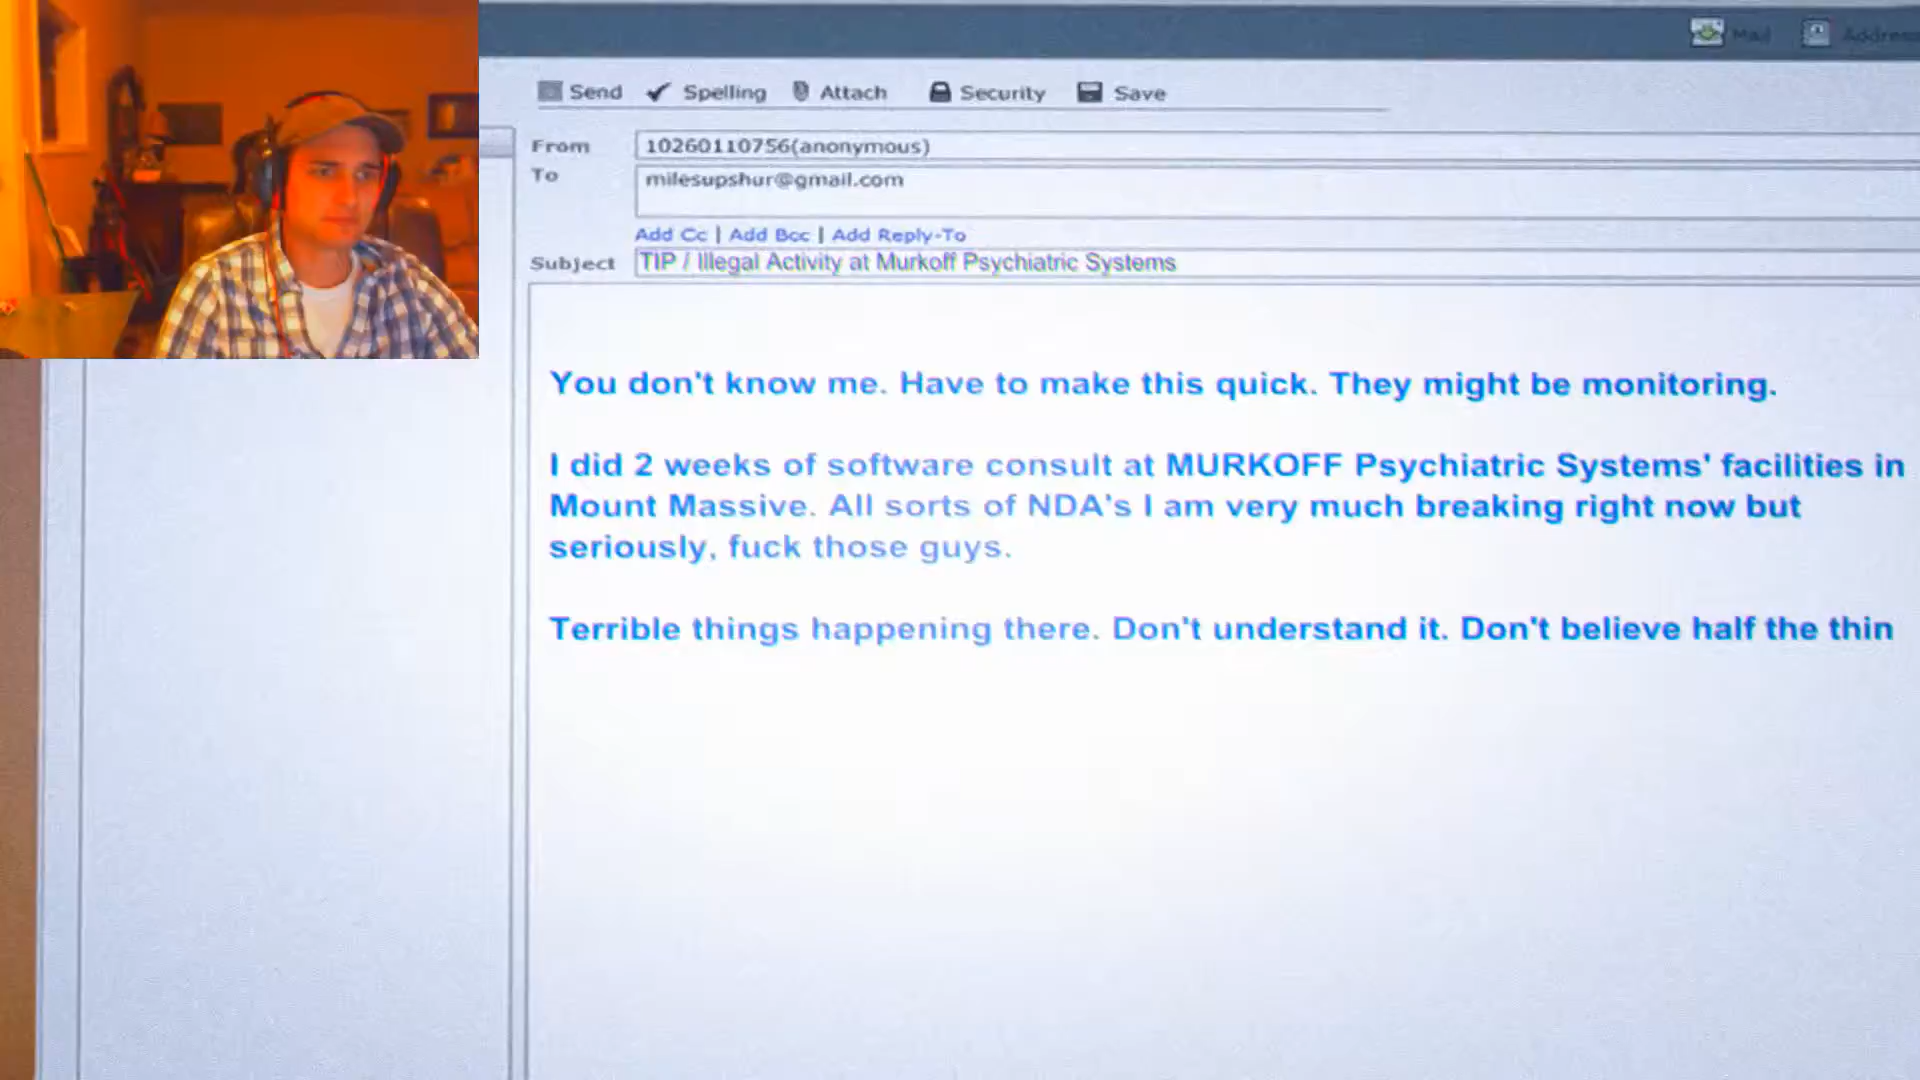 Mail Address
Send Spelling Attach Security Save
From 10260110756(anonymous)
To milesupshur@gmail.com
Add Cc | Add Bcc | Add Reply-To
Subject TIP / Illegal Activity at Murkoff Psychiatric Systems
You don't know me. Have to make this quick. They might be monitoring.
I did 2 weeks of software consult at MURKOFF Psychiatric Systems' facilities in
Mount Massive. All sorts of NDA's I am very much breaking right now but
seriously, fuck those guys.
Terrible things happening there. Don't understand it. Don't believe half the thin